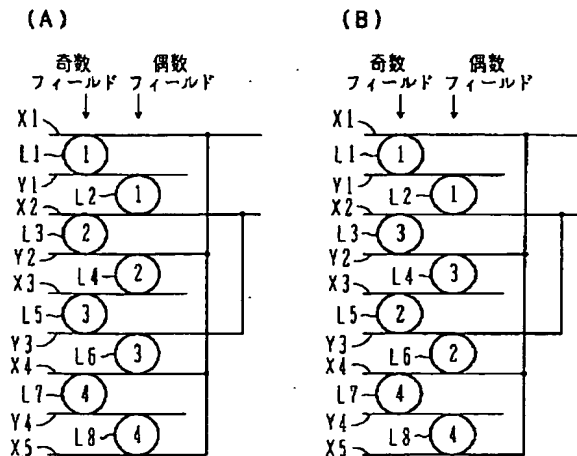 (A)
奇数 偶数
フィールド フィールド
X1
L1 1
Y1
L2 1
X2
L3 2
Y2
L4 2
X3
L5 3
Y3
L6 3
X4
L7 4
Y4
L8 4
X5
(B)
奇数 偶数
フィールド フィールド
X1
L1 1
Y1
L2 1
X2
L3 3
Y2
L4 3
X3
L5 2
Y3
L6 2
X4
L7 4
Y4
L8 4
X5